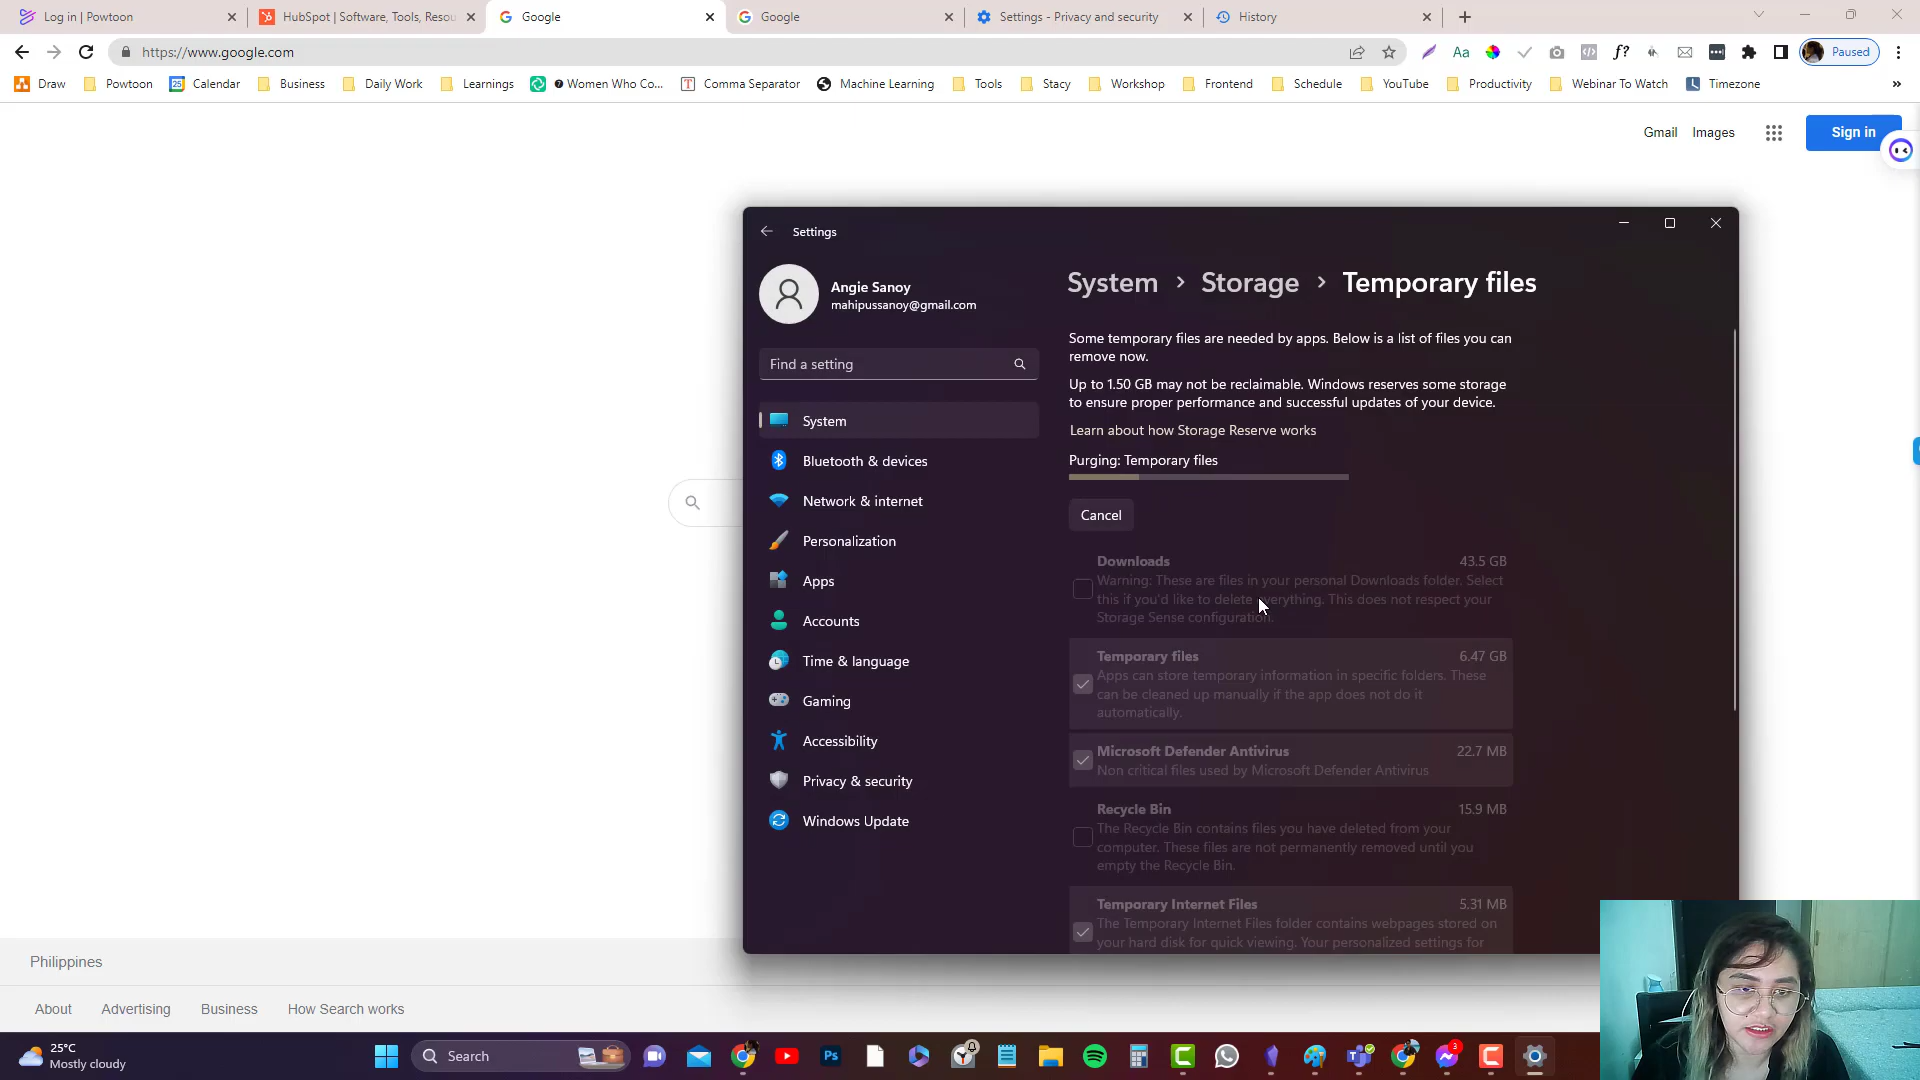 Log in | Powtoon
HubSpot | Software, Tools, Resou
Google
Google
Settings - Privacy and security
History
https://www.google.com
Aa
f?
Paused
Draw
Powtoon
Calendar
Business
Daily Work
Learnings
Women Who Co...
Comma Separator
Machine Learning
Tools
Stacy
Workshop
Frontend
Schedule
YouTube
Productivity
Webinar To Watch
Timezone
»
Gmail
Images
Sign in
Settings
Angie Sanoy
mahipussanoy@gmail.com
Find a setting
System
Bluetooth & devices
Network & internet
Personalization
Apps
Accounts
Time & language
Gaming
Accessibility
Privacy & security
Windows Update
System > Storage > Temporary files
Some temporary files are needed by apps. Below is a list of files you can
remove now.
Up to 1.50 GB may not be reclaimable. Windows reserves some storage
to ensure proper performance and successful updates of your device.
Learn about how Storage Reserve works
Purging: Temporary files
Cancel
Downloads 43.5 GB
Warning: These are files in your personal Downloads folder. Select
this if you'd like to delete everything. This does not respect your
Storage Sense configuration.
Temporary files 6.47 GB
Apps can store temporary information in specific folders. These
can be cleaned up manually if the app does not do it
automatically.
Microsoft Defender Antivirus 22.7 MB
Non critical files used by Microsoft Defender Antivirus
Recycle Bin 15.9 MB
The Recycle Bin contains files you have deleted from your
computer. These files are not permanently removed until you
empty the Recycle Bin.
Temporary Internet Files 5.31 MB
The Temporary Internet Files folder contains webpages stored on
your hard disk for quick viewing. Your personalized settings for
Philippines
About
Advertising
Business
How Search works
25°C
Mostly cloudy
Search
Ps
3